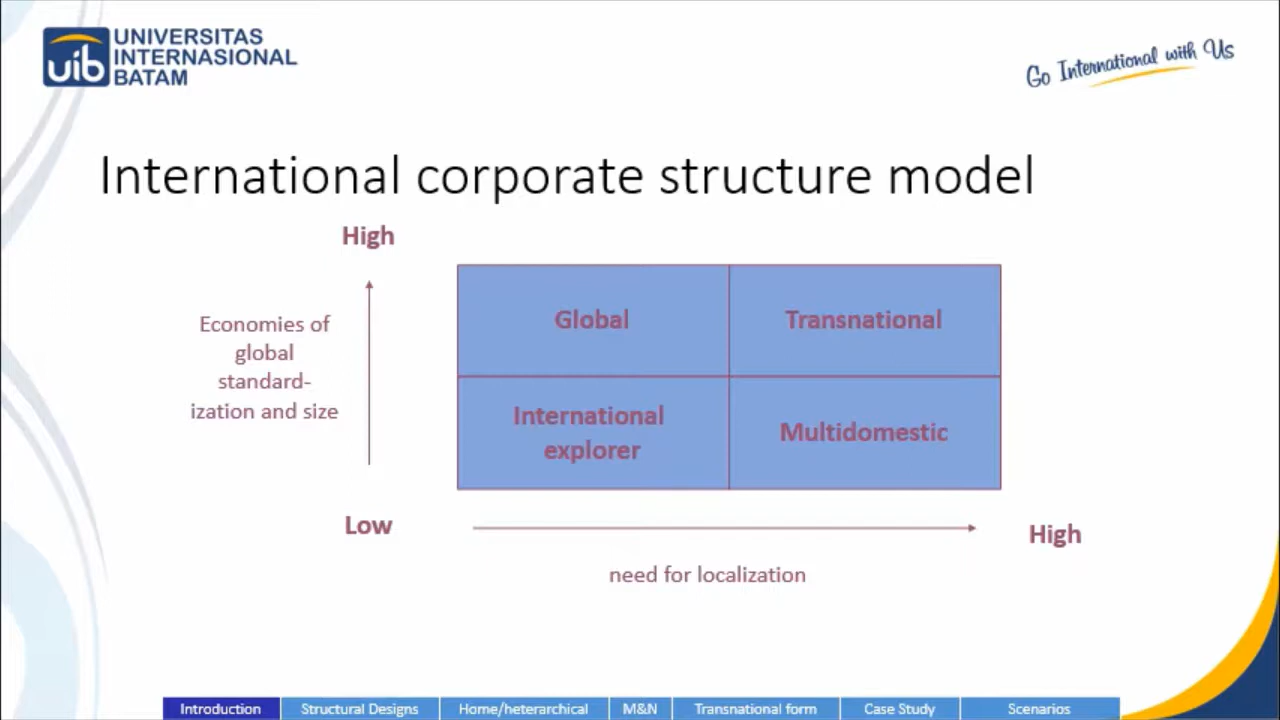 UNIVERSITAS
INTERNASIONAL
BATAM
uib
Go International with Us
International corporate structure model
High
Economies of
global
standard-
ization and size
Global
Transnational
International
explorer
Multidomestic
Low
High
need for localization
Introduction
Structural Designs
Home/heterarchical
M&N
Transnational form
Case Study
Scenarios